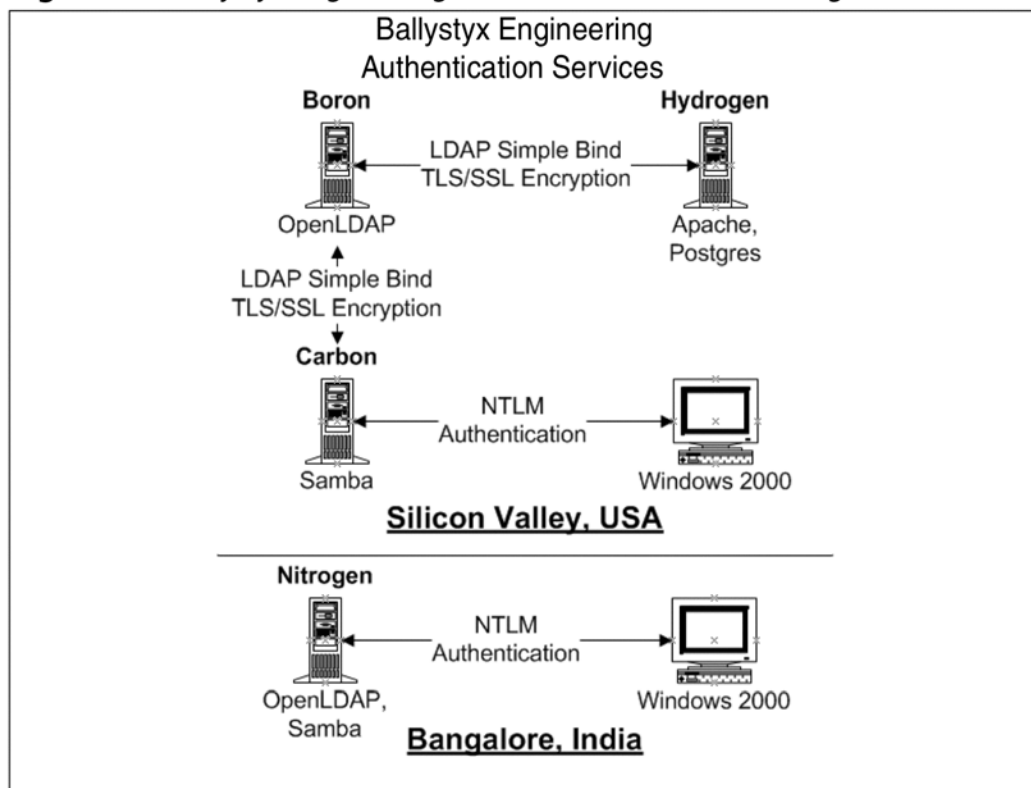 Ballystyx Engineering
Authentication Services
Boron
Hydrogen
LDAP Simple Bind
TLS/SSL Encryption
OpenLDAP
Apache,
Postgres
LDAP Simple Bind
TLS/SSL Encryption
Carbon
NTLM
Authentication
Samba
Windows 2000
Silicon Valley, USA
Nitrogen
NTLM
Authentication
OpenLDAP,
Samba
Windows 2000
Bangalore, India